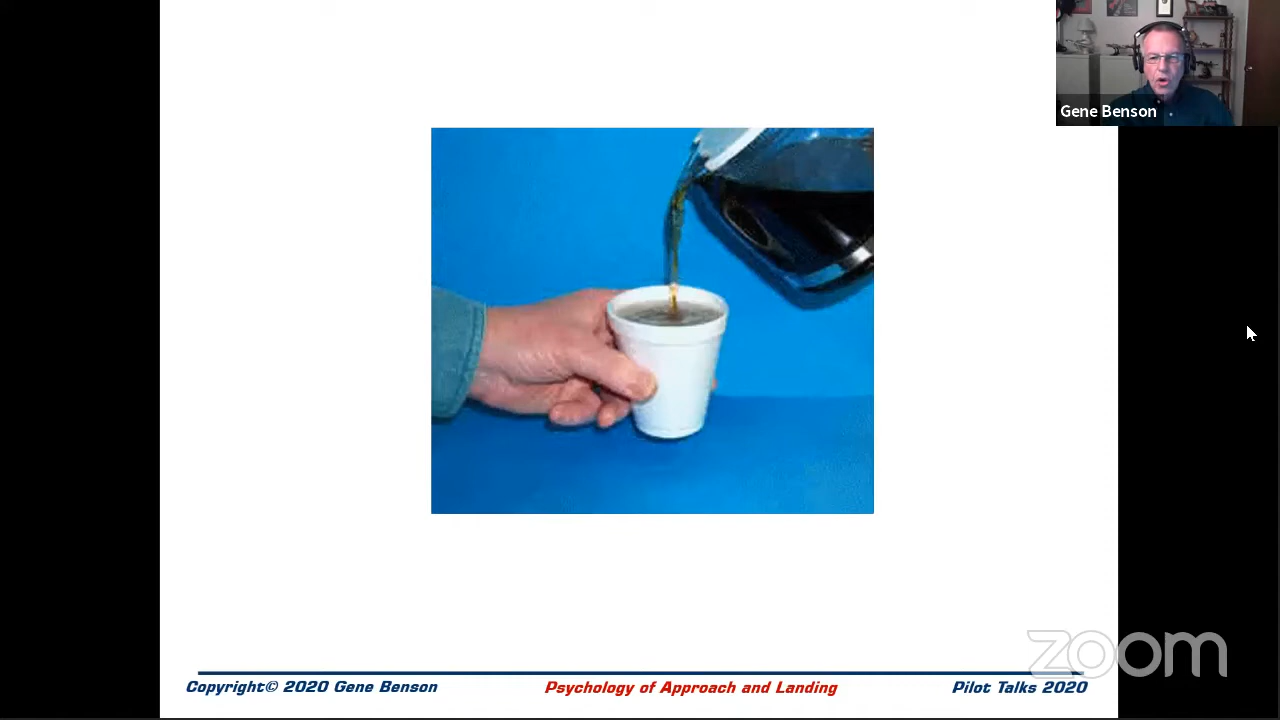 Gene Benson
zoom
Copyright© 2020 Gene Benson
Psychology of Approach and Landing
Pilot Talks 2020